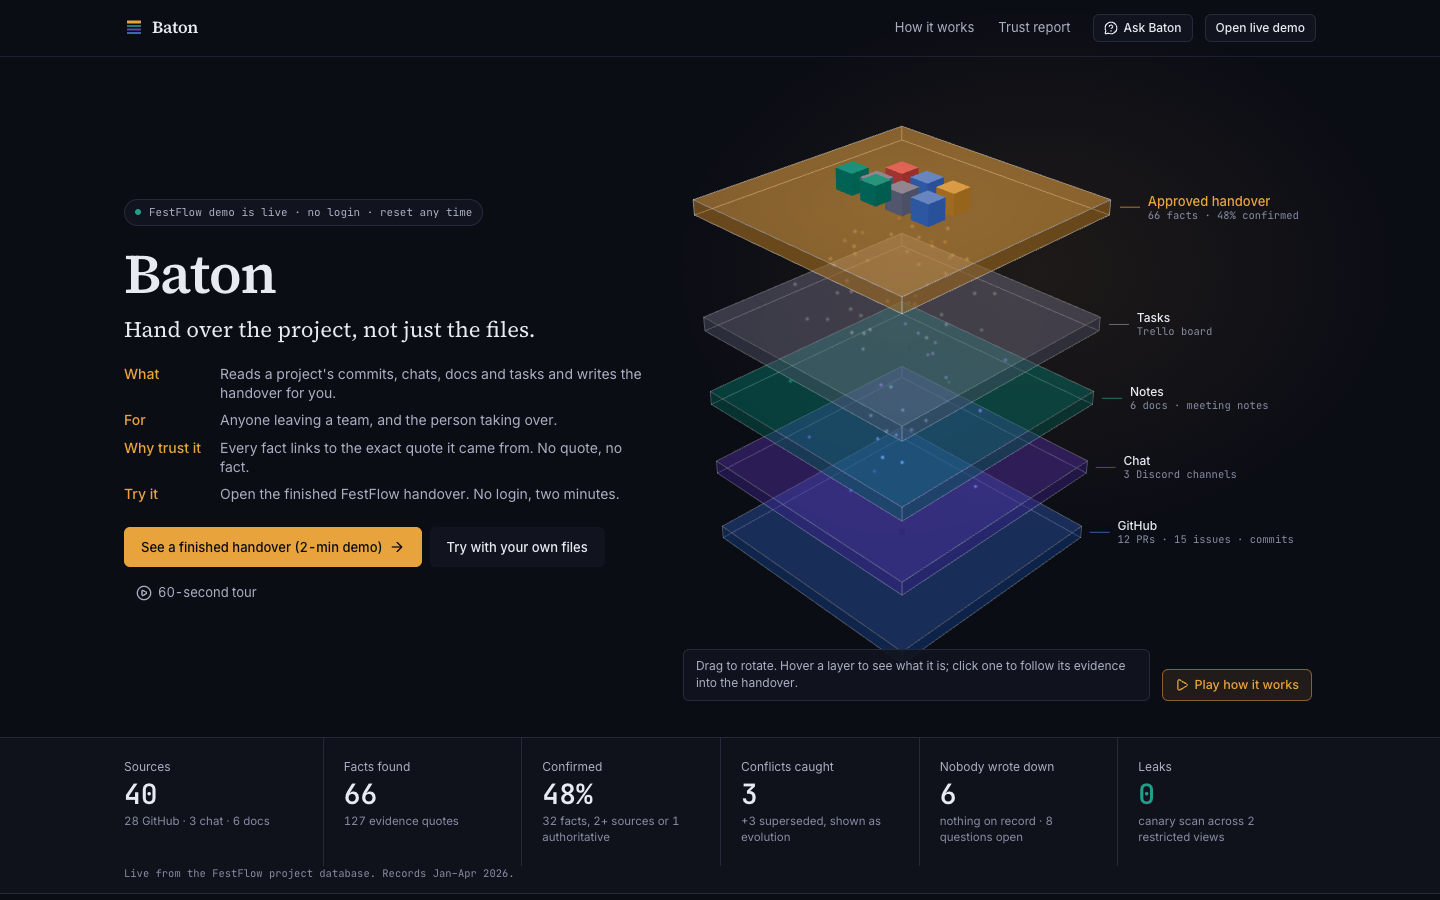 Baton
How it works
Trust report
Ask Baton
Open live demo
FestFlow demo is live · no login · reset any time
Baton
Hand over the project, not just the files.
What
Reads a project's commits, chats, docs and tasks and writes the
handover for you.
For
Anyone leaving a team, and the person taking over.
Why trust it
Every fact links to the exact quote it came from. No quote, no
fact.
Try it
Open the finished FestFlow handover. No login, two minutes.
See a finished handover (2-min demo)
Try with your own files
60-second tour
Approved handover
66 facts · 48% confirmed
Tasks
Trello board
Notes
6 docs · meeting notes
Chat
3 Discord channels
GitHub
12 PRs · 15 issues · commits
Drag to rotate. Hover a layer to see what it is; click one to follow its evidence
into the handover.
Play how it works
Sources
40
28 GitHub · 3 chat · 6 docs
Facts found
66
127 evidence quotes
Confirmed
48%
32 facts, 2+ sources or 1
authoritative
Conflicts caught
3
+3 superseded, shown as
evolution
Nobody wrote down
6
nothing on record · 8
questions open
Leaks
0
canary scan across 2
restricted views
Live from the FestFlow project database. Records Jan–Apr 2026.